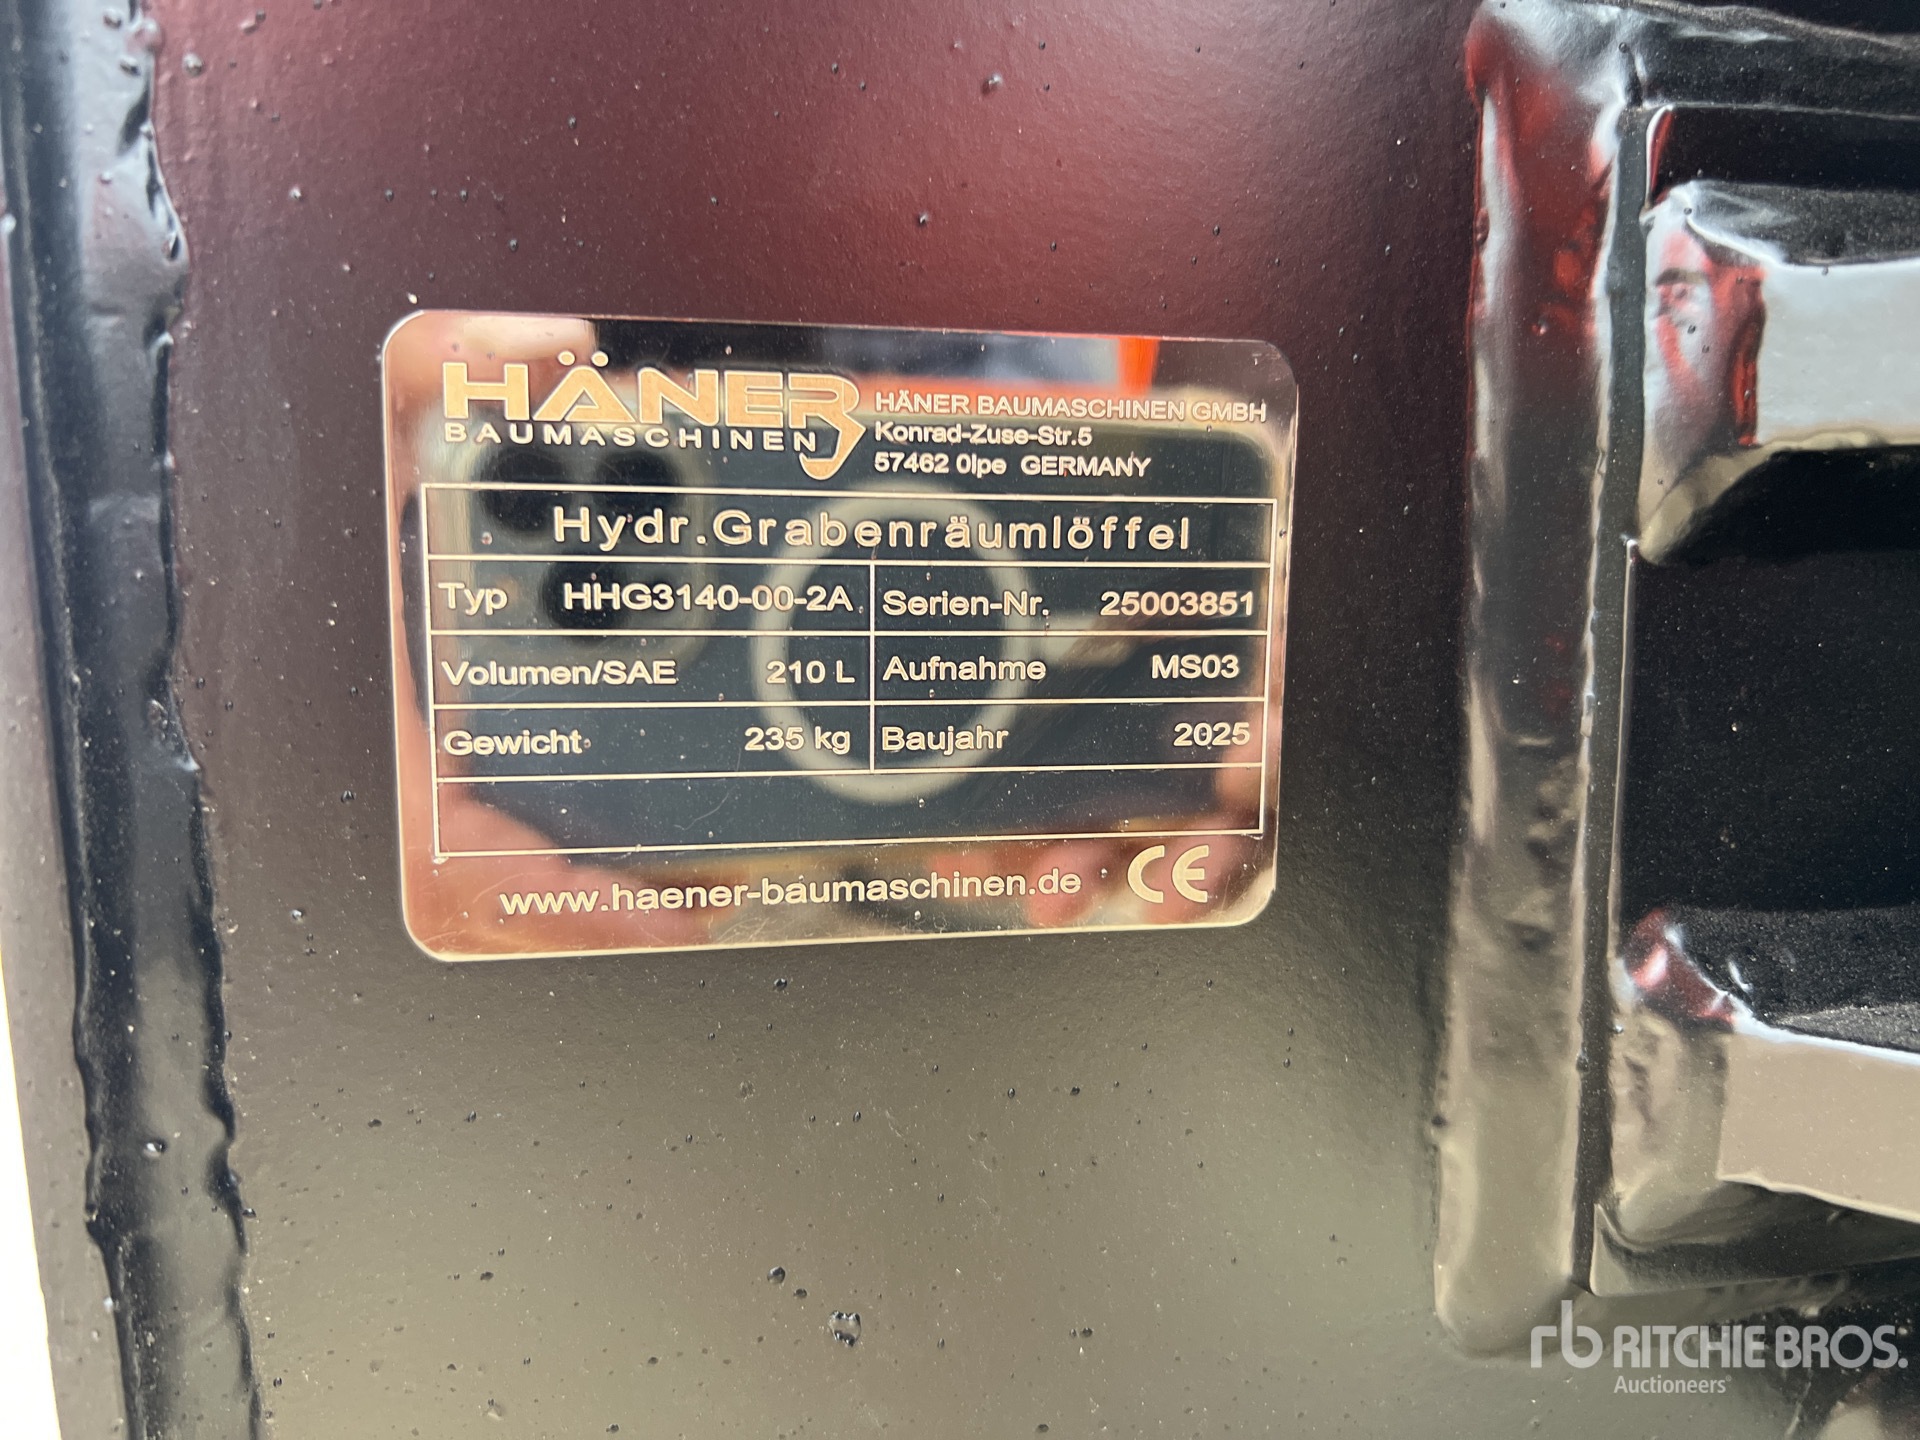 HÄNER
BAUMASCHINEN
HÄNER BAUMASCHINEN GMBH
Konrad-Zuse-Str.5
57462 Olpe GERMANY
Hydr.Grabenräumlöffel
Typ HHG3140-00-2A Serien-Nr. 25003851
Volumen/SAE 210 L Aufnahme MS03
Gewicht 235 kg Baujahr 2025
www.haener-baumaschinen.de CE
rb RITCHIE BROS.
Auctioneers